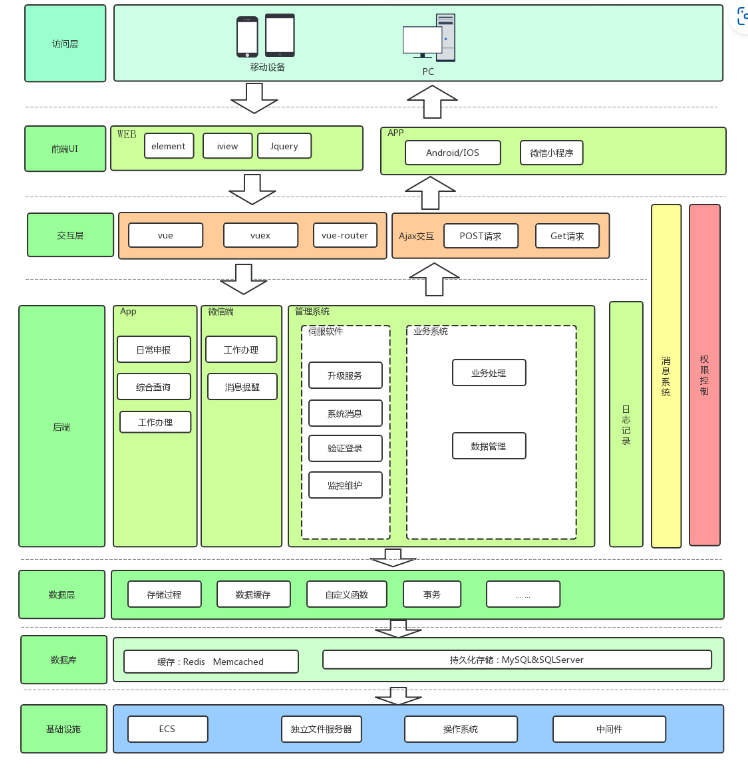 访问层
移动设备
PC
前端UI
WEB
element
iview
Jquery
APP
Android/IOS
微信小程序
交互层
vue
vuex
vue-router
Ajax交互
POST请求
Get请求
后端
App
日常申报
综合查询
工作办理
微信端
工作办理
消息提醒
管理系统
伺服软件
升级服务
系统消息
验证登录
监控维护
业务系统
业务处理
数据管理
日志记录
消息系统
权限控制
数据层
存储过程
数据缓存
自定义函数
事务
... ...
数据库
缓存：Redis Memcached
持久化存储：MySQL&SQLServer
基础设施
ECS
独立文件服务器
操作系统
中间件